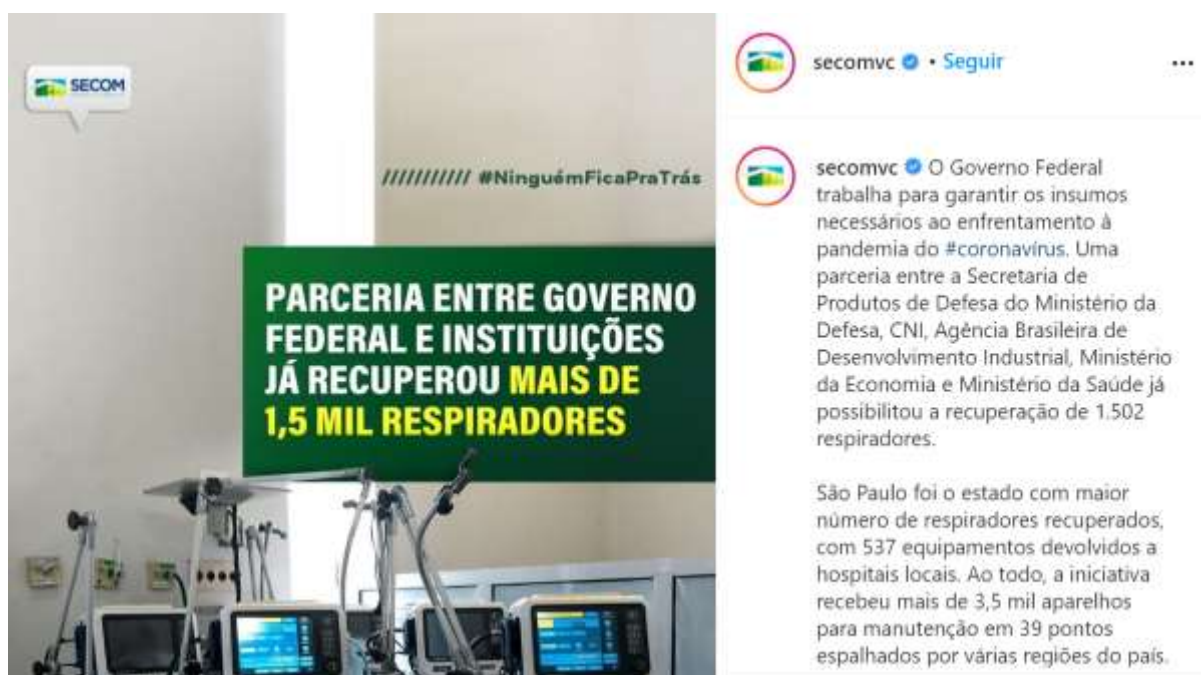 SECOM
/////////// #NinguémFicaPraTrás
PARCERIA ENTRE GOVERNO
FEDERAL E INSTITUIÇÕES
JÁ RECUPEROU MAIS DE
1,5 MIL RESPIRADORES
secomvc • Seguir
...
secomvc O Governo Federal
trabalha para garantir os insumos
necessários ao enfrentamento à
pandemia do #coronavírus. Uma
parceria entre a Secretaria de
Produtos de Defesa do Ministério da
Defesa, CNI, Agência Brasileira de
Desenvolvimento Industrial, Ministério
da Economia e Ministério da Saúde já
possibilitou a recuperação de 1.502
respiradores.
São Paulo foi o estado com maior
número de respiradores recuperados,
com 537 equipamentos devolvidos a
hospitais locais. Ao todo, a iniciativa
recebeu mais de 3,5 mil aparelhos
para manutenção em 39 pontos
espalhados por várias regiões do país.